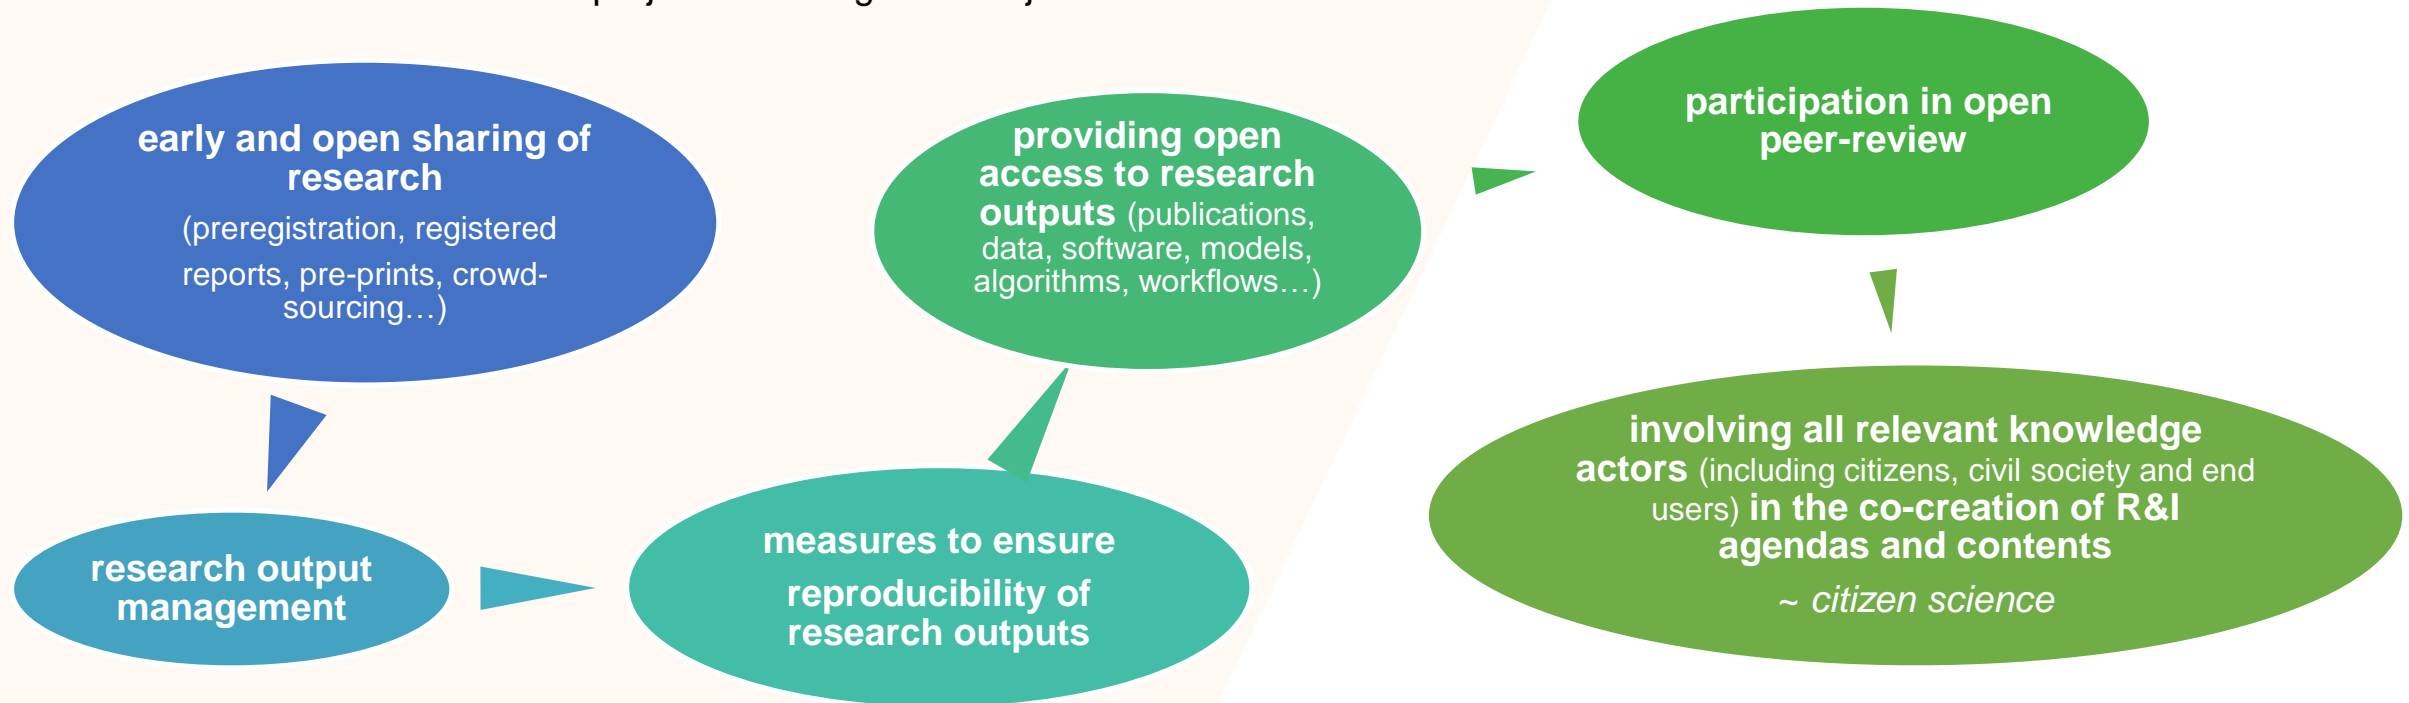 early and open sharing of
research
(preregistration, registered
reports, pre-prints, crowd-
sourcing…)
research output
management
measures to ensure
reproducibility of
research outputs
providing open
access to research
outputs (publications,
data, software, models,
algorithms, workflows…)
participation in open
peer-review
involving all relevant knowledge
actors (including citizens, civil society and end
users) in the co-creation of R&I
agendas and contents
~ citizen science